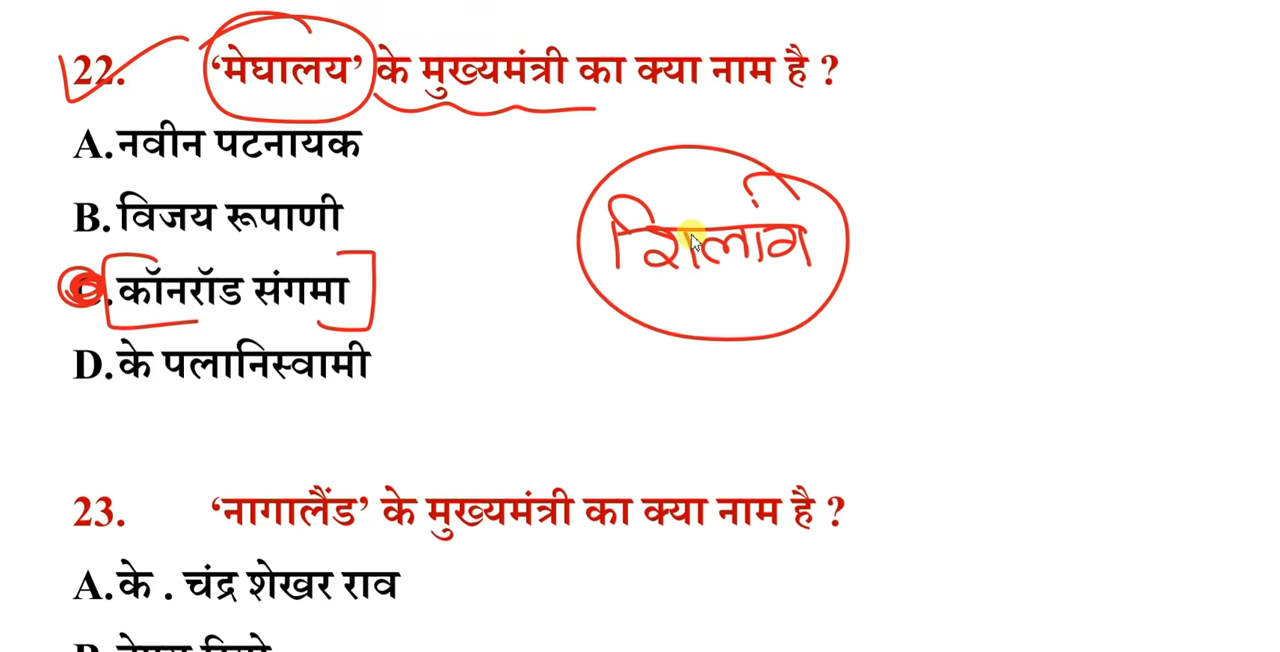 22. ‘मेघालय’ के मुख्यमंत्री का क्या नाम है ?
A. नवीन पटनायक
B. विजय रूपाणी
C. कॉनरॉड संगमा
शिलांग
D. के पलानिस्वामी
23. ‘नागालैंड’ के मुख्यमंत्री का क्या नाम है ?
A. के . चंद्र शेखर राव